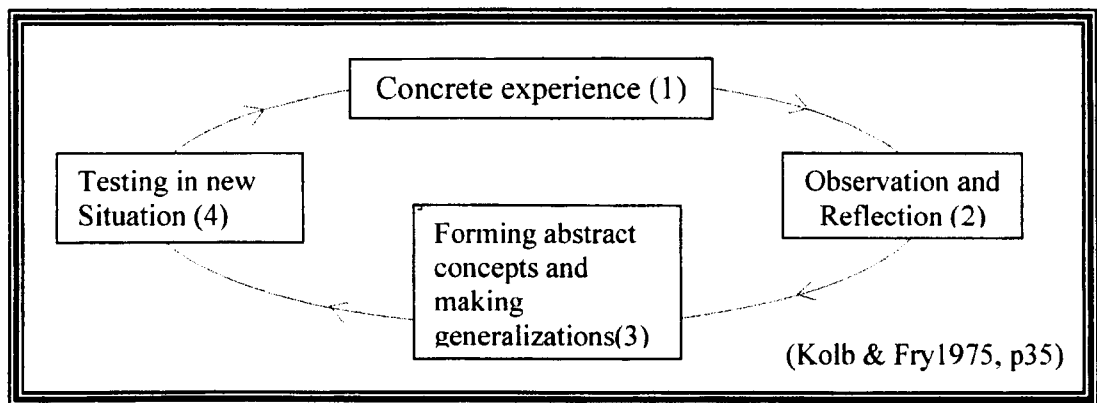 Concrete experience (1)
Observation and
Reflection (2)
Forming abstract
concepts and
making
generalizations(3)
Testing in new
Situation (4)
(Kolb & Fry1975, p35)